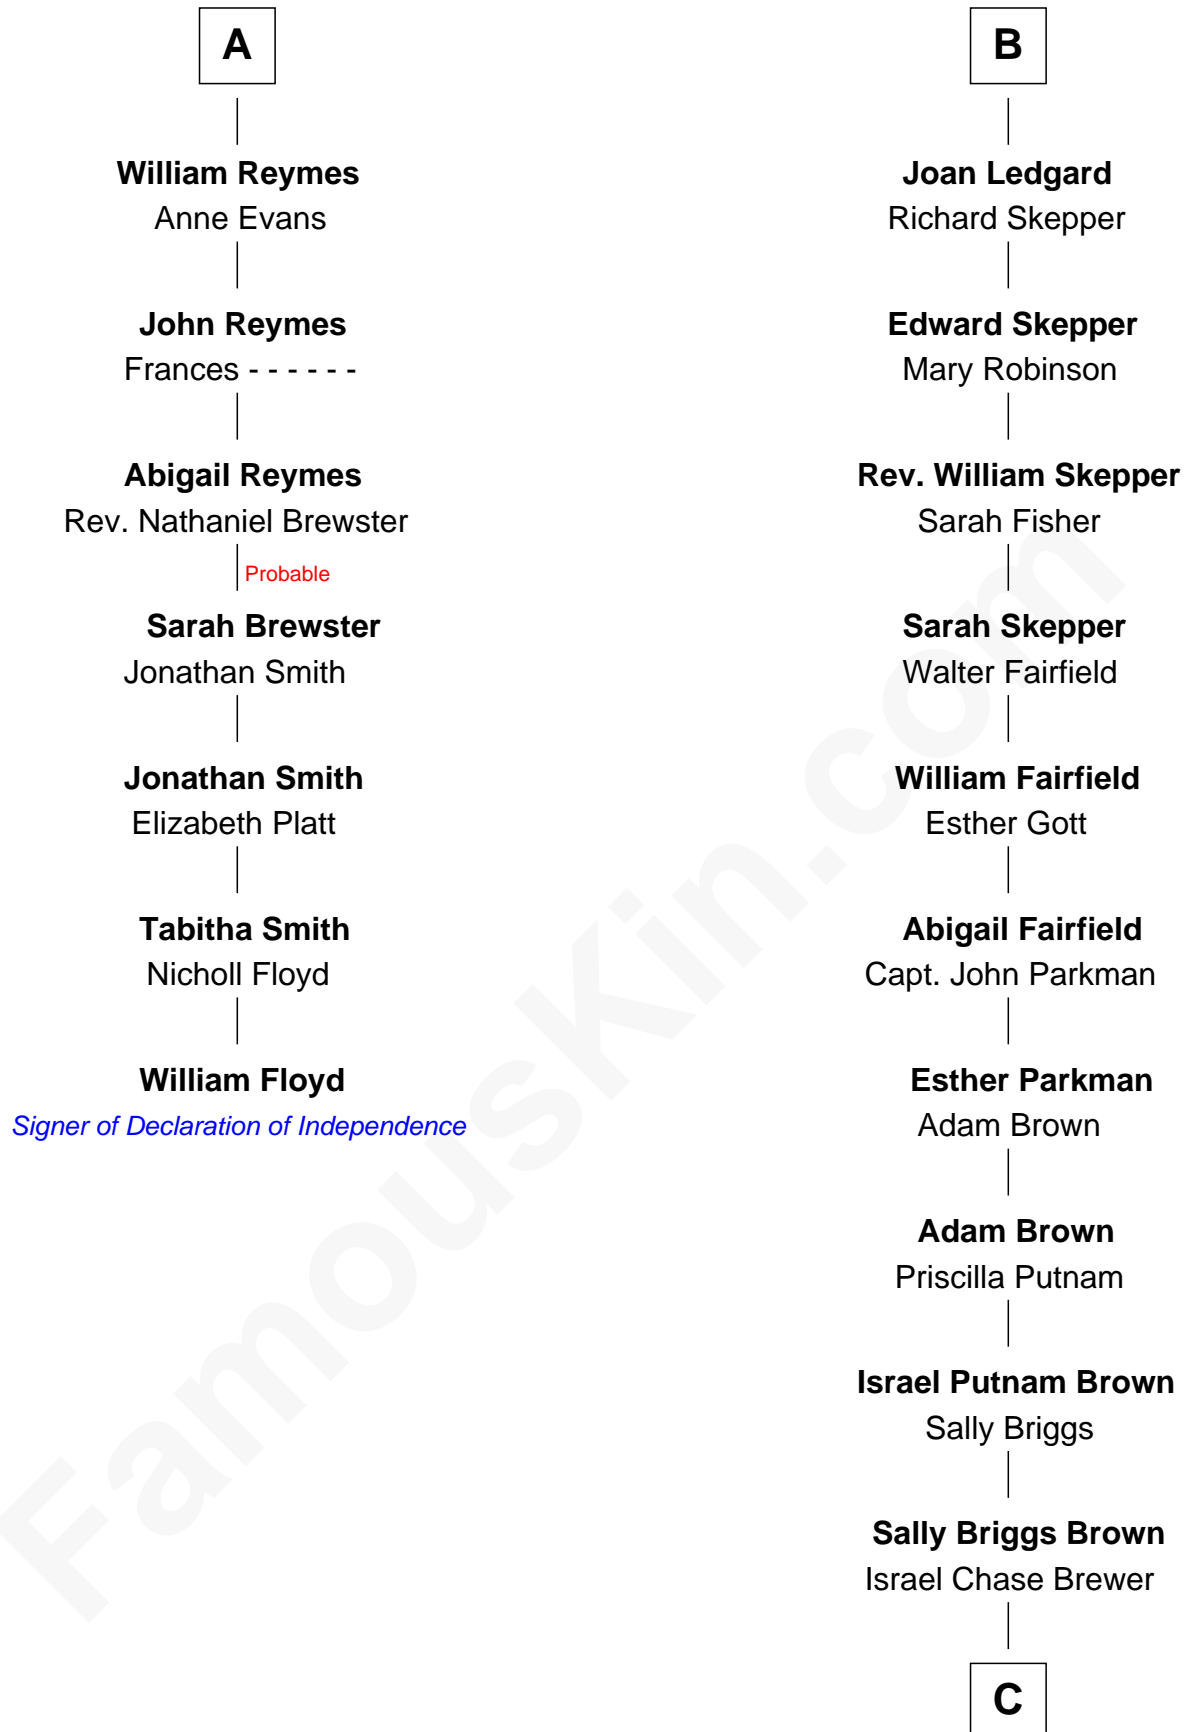 A
William Reymes
Anne Evans
John Reymes
Frances - - - - - -
Abigail Reymes
Rev. Nathaniel Brewster
Probable
Sarah Brewster
Jonathan Smith
Jonathan Smith
Elizabeth Platt
Tabitha Smith
Nicholl Floyd
William Floyd
Signer of Declaration of Independence
B
Joan Ledgard
Richard Skepper
Edward Skepper
Mary Robinson
Rev. William Skepper
Sarah Fisher
Sarah Skepper
Walter Fairfield
William Fairfield
Esther Gott
Abigail Fairfield
Capt. John Parkman
Esther Parkman
Adam Brown
Adam Brown
Priscilla Putnam
Israel Putnam Brown
Sally Briggs
Sally Briggs Brown
Israel Chase Brewer
C
FamousKin.com